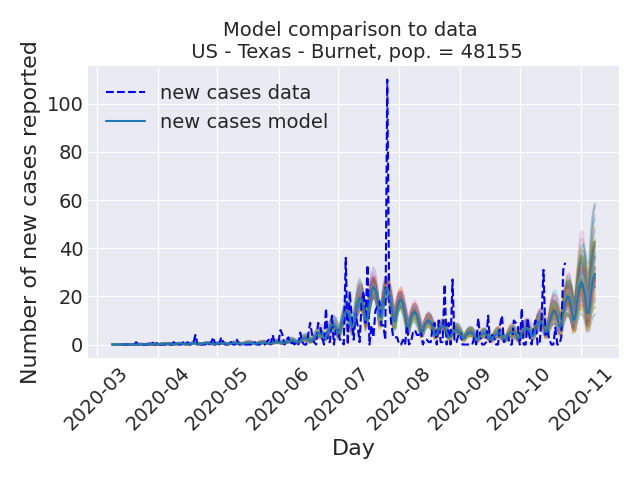 Model comparison to data
US - Texas - Burnet, pop. = 48155
Number of new cases reported
new cases data
new cases model
100
80
60
40
20
0
2020-03
2020-04
2020-05
2020-06
2020-07
2020-08
2020-09
2020-10
2020-11
Day